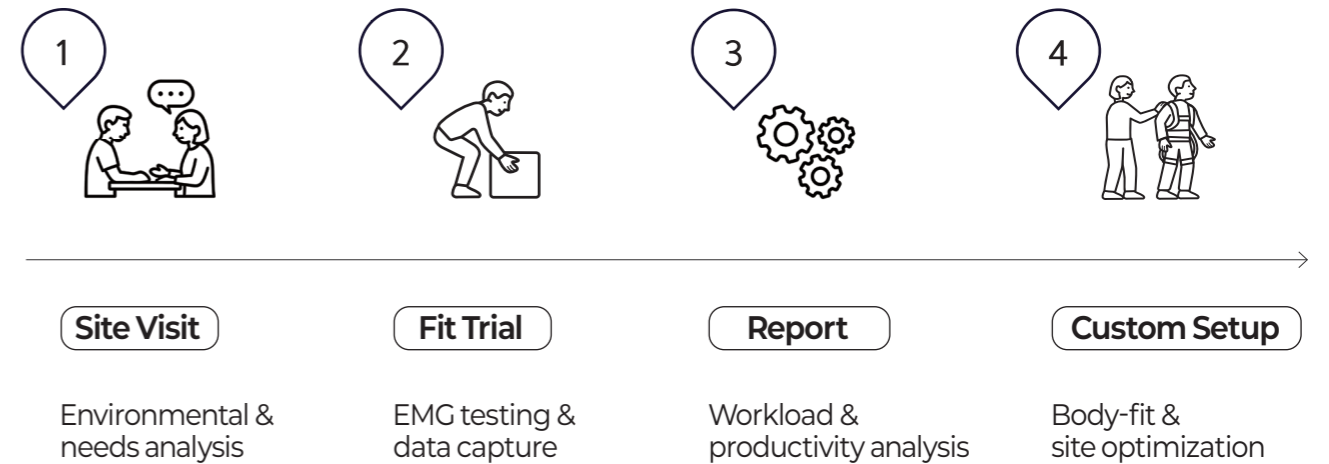 1
2
3
4
Site Visit
Fit Trial
Report
Custom Setup
Environmental &
needs analysis
EMG testing &
data capture
Workload &
productivity analysis
Body-fit &
site optimization